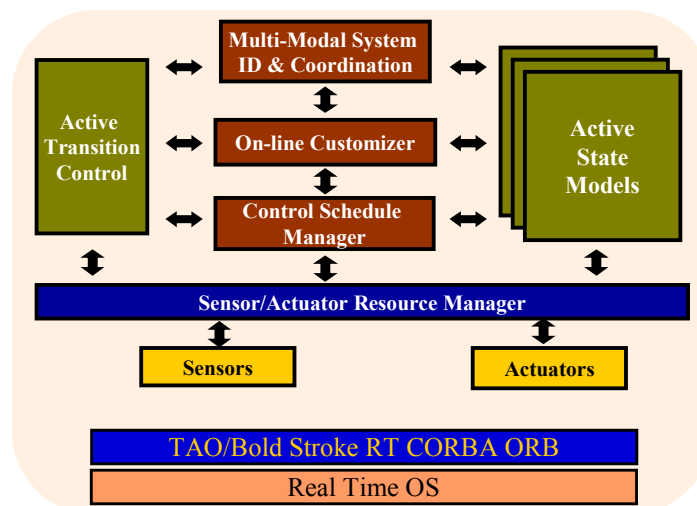 Multi-Modal System
ID & Coordination
Active
Transition
Control
On-line Customizer
Active
State
Models
Control Schedule
Manager
Sensor/Actuator Resource Manager
Sensors
Actuators
TAO/Bold Stroke RT CORBA ORB
Real Time OS